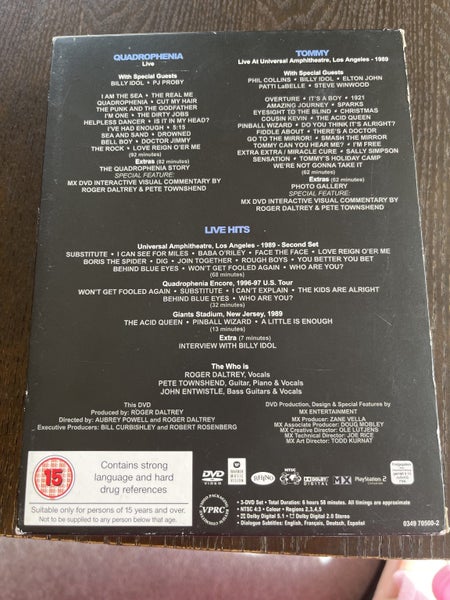 QUADROPHENIA
Live
With Special Guests
BILLY IDOL • PJ PROBY
I AM THE SEA • THE REAL ME
QUADROPHENIA • CUT MY HAIR
THE PUNK AND THE GODFATHER
I'M ONE • THE DIRTY JOBS
HELPLESS DANCER • IS IT IN MY HEAD?
I'VE HAD ENOUGH • 5:15
SEA AND SAND • DROWNED
BELL BOY • DOCTOR JIMMY
THE ROCK • LOVE REIGN O'ER ME
(92 minutes)
Extras (82 minutes)
THE QUADROPHENIA STORY
SPECIAL FEATURE:
MX DVD INTERACTIVE VISUAL COMMENTARY BY
ROGER DALTREY & PETE TOWNSHEND
TOMMY
Live At Universal Amphitheatre, Los Angeles - 1989
With Special Guests
PHIL COLLINS • BILLY IDOL • ELTON JOHN
PATTI LaBELLE • STEVE WINWOOD
OVERTURE • IT'S A BOY • 1921
AMAZING JOURNEY • SPARKS
EYESIGHT TO THE BLIND • CHRISTMAS
COUSIN KEVIN • THE ACID QUEEN
PINBALL WIZARD • DO YOU THINK IT'S ALRIGHT?
FIDDLE ABOUT • THERE'S A DOCTOR
GO TO THE MIRROR! • SMASH THE MIRROR
TOMMY CAN YOU HEAR ME? • I'M FREE
EXTRA EXTRA / MIRACLE CURE • SALLY SIMPSON
SENSATION • TOMMY'S HOLIDAY CAMP
WE'RE NOT GONNA TAKE IT
(62 minutes)
Extras (62 minutes)
PHOTO GALLERY
SPECIAL FEATURE:
MX DVD INTERACTIVE VISUAL COMMENTARY BY
ROGER DALTREY & PETE TOWNSHEND
LIVE HITS
Universal Amphitheatre, Los Angeles - 1989 - Second Set
SUBSTITUTE • I CAN SEE FOR MILES • BABA O'RILEY • FACE THE FACE • LOVE REIGN O'ER ME
BORIS THE SPIDER • DIG • JOIN TOGETHER • ROUGH BOYS • YOU BETTER YOU BET
BEHIND BLUE EYES • WON'T GET FOOLED AGAIN • WHO ARE YOU?
(68 minutes)
Quadrophenia Encore, 1996-97 U.S. Tour
WON'T GET FOOLED AGAIN • SUBSTITUTE • I CAN'T EXPLAIN • THE KIDS ARE ALRIGHT
BEHIND BLUE EYES • WHO ARE YOU?
(32 minutes)
Giants Stadium, New Jersey, 1989
THE ACID QUEEN • PINBALL WIZARD • A LITTLE IS ENOUGH
(13 minutes)
Extra (7 minutes)
INTERVIEW WITH BILLY IDOL
The Who is
ROGER DALTREY, Vocals
PETE TOWNSHEND, Guitar, Piano & Vocals
JOHN ENTWISTLE, Bass Guitars & Vocals
This DVD
Produced by: ROGER DALTREY
Directed by: AUBREY POWELL and ROGER DALTREY
Executive Producers: BILL CURBISHLEY and ROBERT ROSENBERG
DVD Production, Design & Special Features by
MX ENTERTAINMENT
MX Producer: ZANE VELLA
MX Associate Producer: DOUG MOBLEY
MX Creative Director: OLE LÜTJENS
MX Technical Director: JOE RICE
MX Art Director: TODD KURNAT
15
Contains strong
language and hard
drug references
Suitable only for persons of 15 years and over.
Not to be supplied to any person below that age.
DVD
VIDEO
WARNER
MUSIC
VISION
RHINO
NTSC
DOLBY
DIGITAL
MX
PlayStation 2
VPRC
• 3-DVD Set • Total Duration: 6 hours 58 minutes. All timings are approximate
• NTSC 4:3 • Colour • Regions 2,3,4,5
• Dolby Digital 5.1 • Dolby Digital 2.0 Stereo
• Dialogue Subtitles: English, Français, Deutsch, Español
0349 70500-2